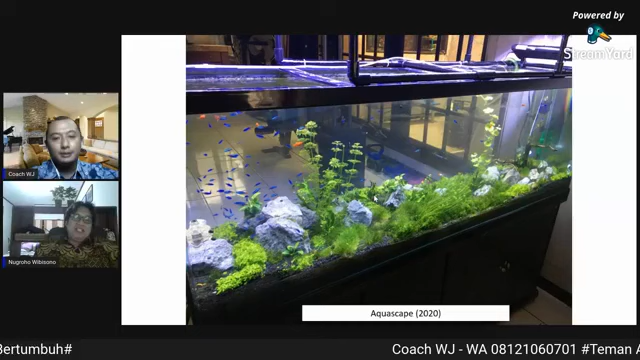 Powered by
StreamYard
Coach WJ
Nugroho Wibisono
Aquascape (2020)
Bertumbuh#
Coach WJ - WA 08121060701 #Teman A